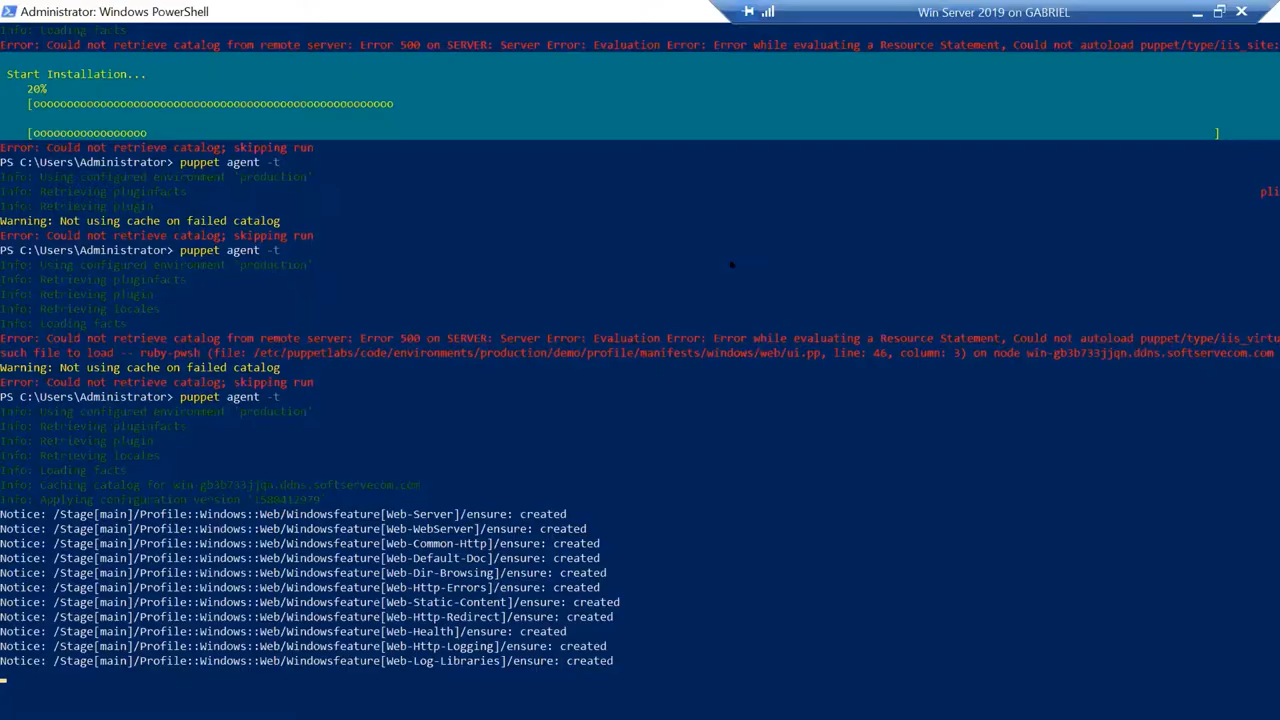 Administrator: Windows PowerShell
Win Server 2019 on GABRIEL
Info: Loading facts
Error: Could not retrieve catalog from remote server: Error 500 on SERVER: Server Error: Evaluation Error: Error while evaluating a Resource Statement, Could not autoload puppet/type/iis_site:
Start Installation...
20%
[oooooooooooooooooooooooooooooooooooooooooooooooooooooo
[ooooooooooooooooo ]
Error: Could not retrieve catalog; skipping run
PS C:\Users\Administrator> puppet agent -t
Info: Using configured environment 'production'
Info: Retrieving pluginfacts
pli
Info: Retrieving plugin
Warning: Not using cache on failed catalog
Error: Could not retrieve catalog; skipping run
PS C:\Users\Administrator> puppet agent -t
Info: Using configured environment 'production'
Info: Retrieving pluginfacts
Info: Retrieving plugin
Info: Retrieving locales
Info: Loading facts
Error: Could not retrieve catalog from remote server: Error 500 on SERVER: Server Error: Evaluation Error: Error while evaluating a Resource Statement, Could not autoload puppet/type/iis_virtu
such file to load -- ruby-pwsh (file: /etc/puppetlabs/code/environments/production/demo/profile/manifests/windows/web/ui.pp, line: 46, column: 3) on node win-gb3b733jjqn.ddns.softservecom.com
Warning: Not using cache on failed catalog
Error: Could not retrieve catalog; skipping run
PS C:\Users\Administrator> puppet agent -t
Info: Using configured environment 'production'
Info: Retrieving pluginfacts
Info: Retrieving plugin
Info: Retrieving locales
Info: Loading facts
Info: Caching catalog for win-gb3b733jjqn.ddns.softservecom.com
Info: Applying configuration version '1588412979'
Notice: /Stage[main]/Profile::Windows::Web/Windowsfeature[Web-Server]/ensure: created
Notice: /Stage[main]/Profile::Windows::Web/Windowsfeature[Web-WebServer]/ensure: created
Notice: /Stage[main]/Profile::Windows::Web/Windowsfeature[Web-Common-Http]/ensure: created
Notice: /Stage[main]/Profile::Windows::Web/Windowsfeature[Web-Default-Doc]/ensure: created
Notice: /Stage[main]/Profile::Windows::Web/Windowsfeature[Web-Dir-Browsing]/ensure: created
Notice: /Stage[main]/Profile::Windows::Web/Windowsfeature[Web-Http-Errors]/ensure: created
Notice: /Stage[main]/Profile::Windows::Web/Windowsfeature[Web-Static-Content]/ensure: created
Notice: /Stage[main]/Profile::Windows::Web/Windowsfeature[Web-Http-Redirect]/ensure: created
Notice: /Stage[main]/Profile::Windows::Web/Windowsfeature[Web-Health]/ensure: created
Notice: /Stage[main]/Profile::Windows::Web/Windowsfeature[Web-Http-Logging]/ensure: created
Notice: /Stage[main]/Profile::Windows::Web/Windowsfeature[Web-Log-Libraries]/ensure: created